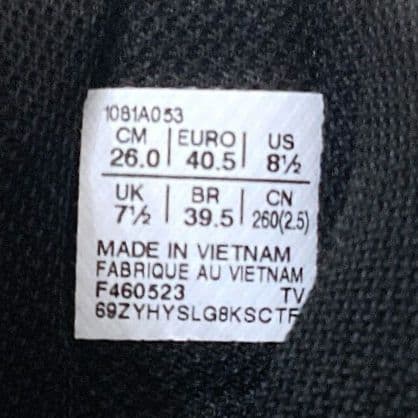 1081A053
CM | EURO | US
26.0 | 40.5 | 8½
UK | BR | CN
7½ | 39.5 | 260(2.5)
MADE IN VIETNAM
FABRIQUE AU VIETNAM
F460523 TV
69ZYHYSLG8KSCTF